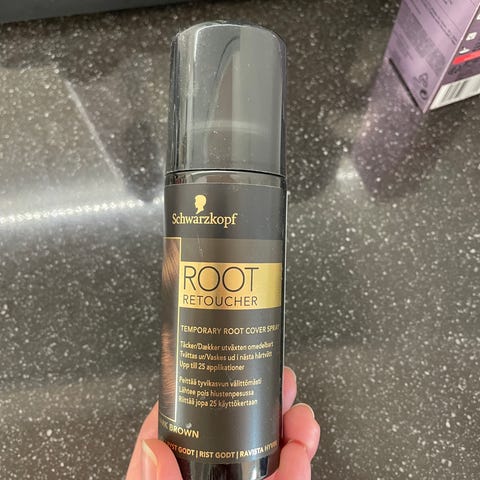 Schwarzkopf
ROOT
RETOUCHER
TEMPORARY ROOT COVER SPRAY
Täcker/Dækker utväxten omedelbart
Tvättas ur/Vaskes ud i nästa hårtvätt
Upp till 25 applikationer
Peittää tyvikasvun välittömästi
Lähtee pois hiustenpesussa
Riittää jopa 25 käyttökertaan
BROWN
GODT | RIST GODT | RAVISTA